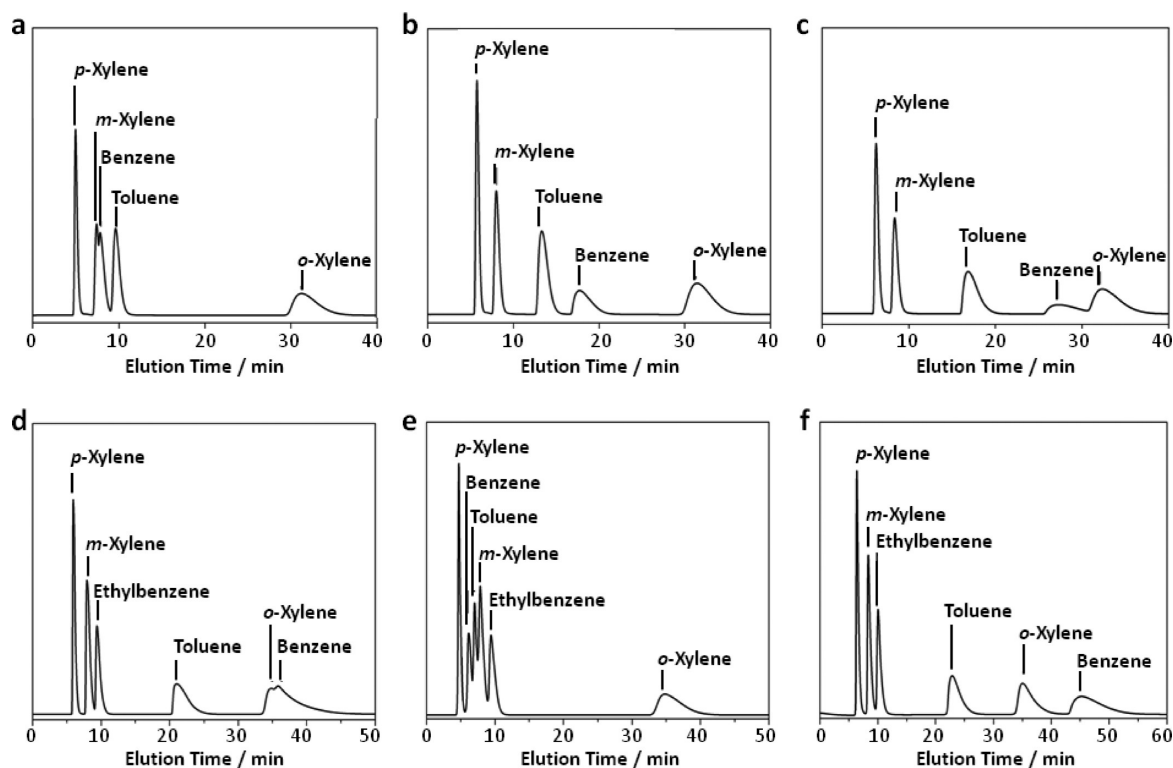 a
p-Xylene
m-Xylene
Benzene
Toluene
o-Xylene
0 10 20 30 40
Elution Time / min
b
p-Xylene
m-Xylene
Toluene
Benzene
o-Xylene
0 10 20 30 40
Elution Time / min
c
p-Xylene
m-Xylene
Toluene
Benzene
o-Xylene
0 10 20 30 40
Elution Time / min
d
p-Xylene
m-Xylene
Ethylbenzene
Toluene
o-Xylene
Benzene
0 10 20 30 40 50
Elution Time / min
e
p-Xylene
Benzene
Toluene
m-Xylene
Ethylbenzene
o-Xylene
0 10 20 30 40 50
Elution Time / min
f
p-Xylene
m-Xylene
Ethylbenzene
Toluene
o-Xylene
Benzene
0 10 20 30 40 50 60
Elution Time / min